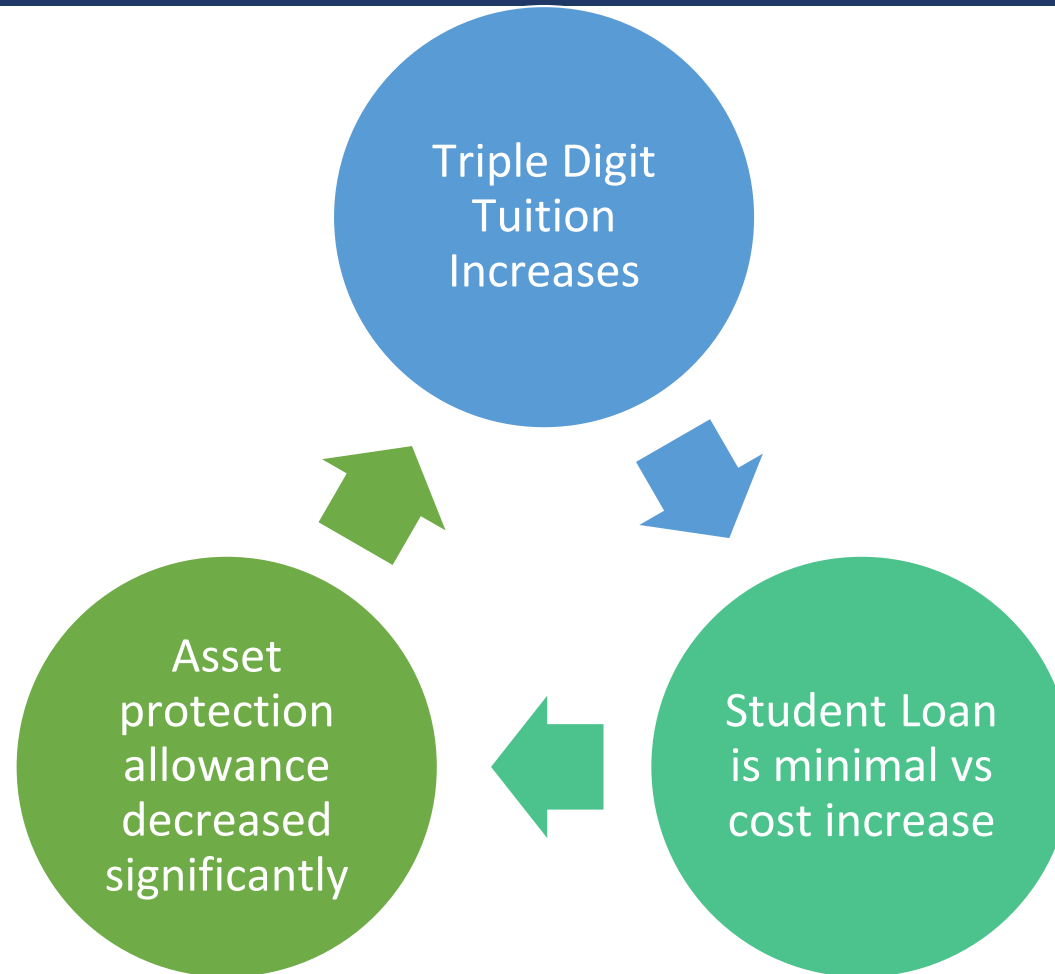 Triple Digit
Tuition
Increases
Asset
protection
allowance
decreased
significantly
Student Loan
is minimal vs
cost increase